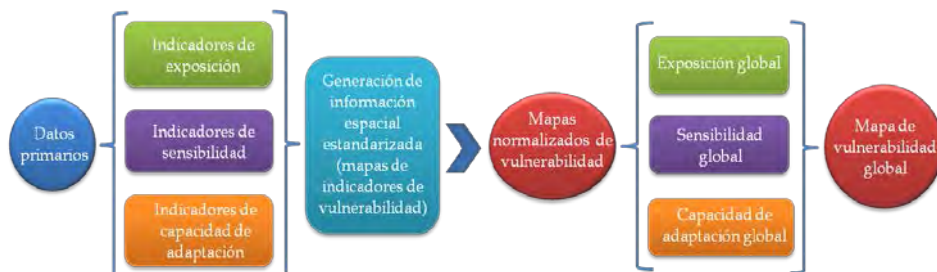 Datos
primarios
Indicadores de
exposición
Indicadores de
sensibilidad
Indicadores de
capacidad de
adaptación
Generación de
información
espacial
estandarizada
(mapas de
indicadores de
vulnerabilidad)
Mapas
normalizados de
vulnerabilidad
Exposición global
Sensibilidad
global
Capacidad de
adaptación global
Mapa de
vulnerabilidad
global